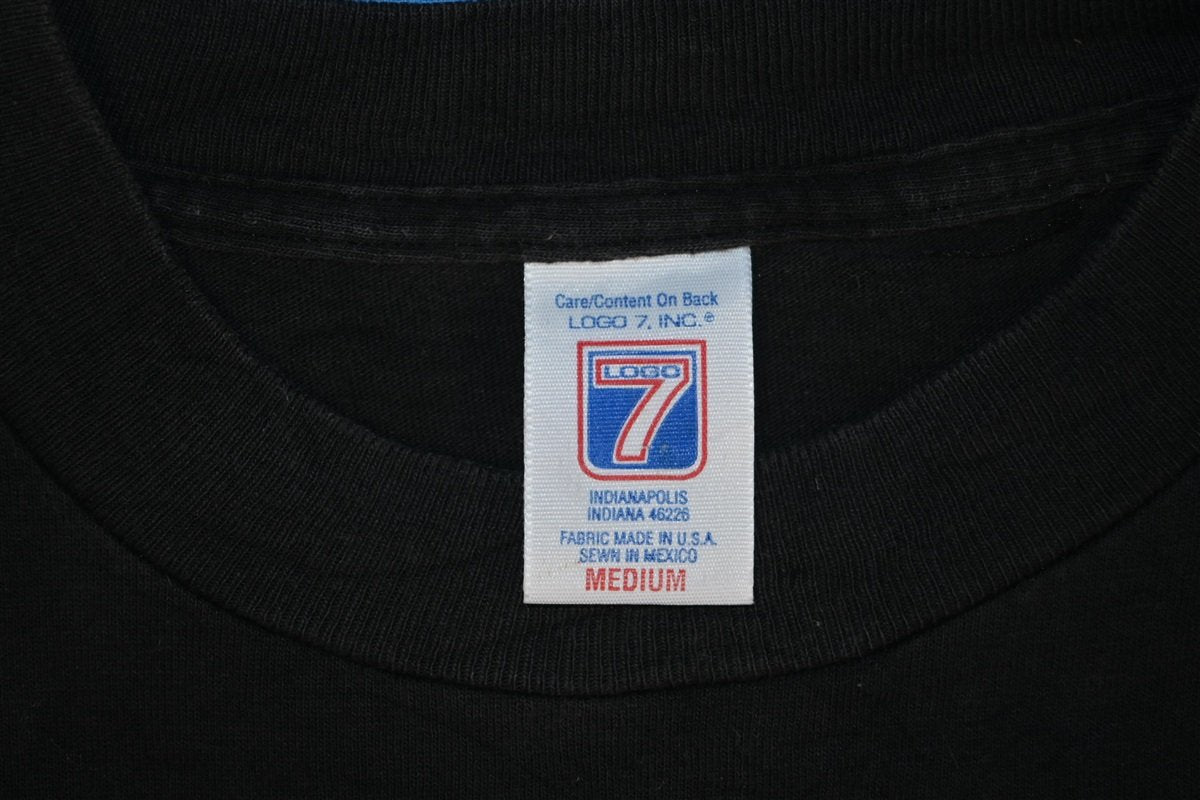 Care/Content On Back
LOGO 7, INC.®
LOGO
7
INDIANAPOLIS
INDIANA 46226
FABRIC MADE IN U.S.A.
SEWN IN MEXICO
MEDIUM